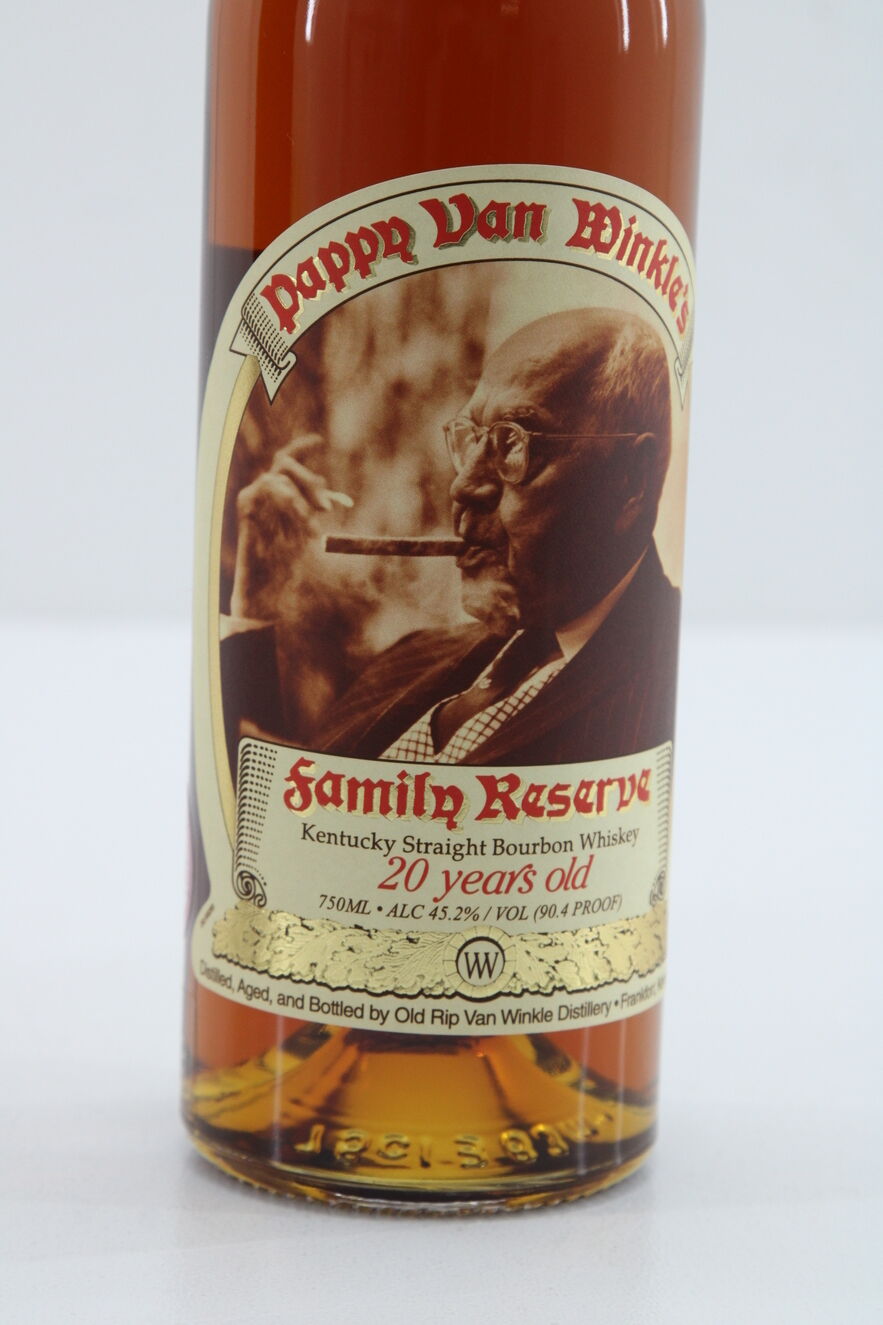 Pappy Van Winkle's
Family Reserve
Kentucky Straight Bourbon Whiskey
20 years old
750ML • ALC 45.2% / VOL (90.4 PROOF)
VW
Distilled, Aged, and Bottled by Old Rip Van Winkle Distillery • Frankfort,